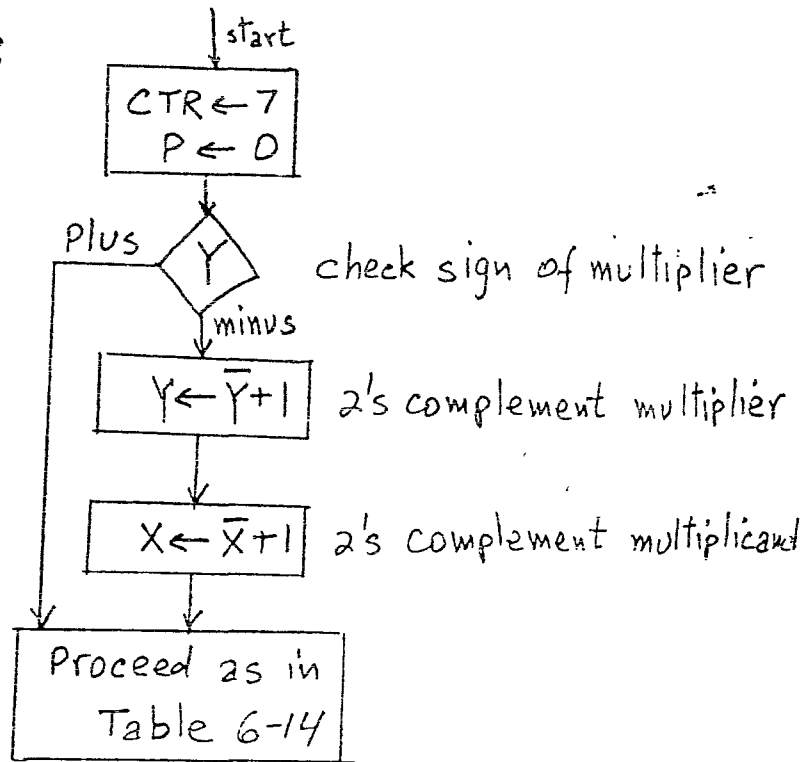 start
CTR ← 7
P ← 0
Plus
Y
check sign of multiplier
minus
Y ← Y̅ + 1
2's complement multiplier
X ← X̅ + 1
2's complement multiplicand
Proceed as in
Table 6-14